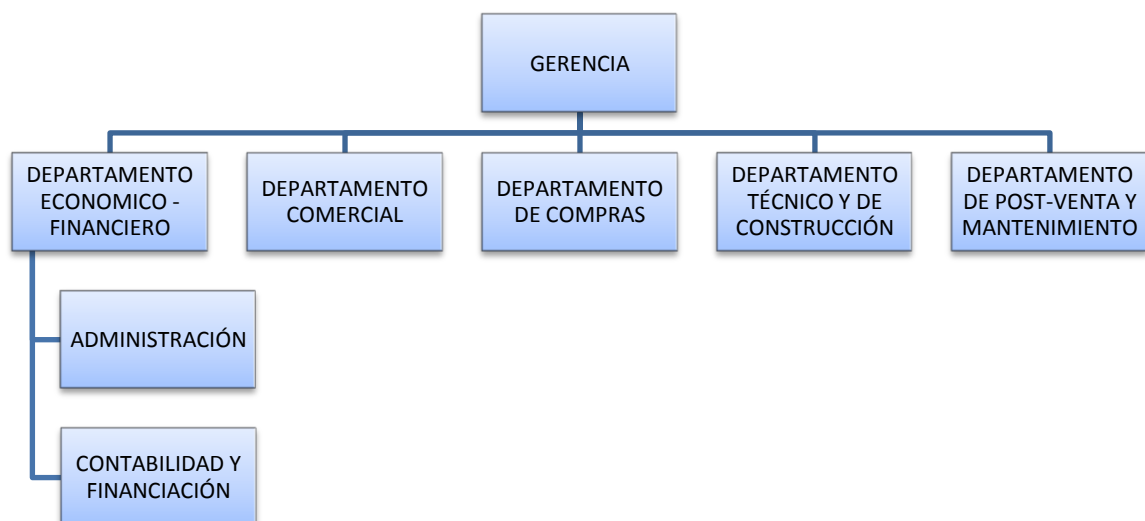 GERENCIA
DEPARTAMENTO
ECONOMICO -
FINANCIERO
DEPARTAMENTO
COMERCIAL
DEPARTAMENTO
DE COMPRAS
DEPARTAMENTO
TÉCNICO Y DE
CONSTRUCCIÓN
DEPARTAMENTO
DE POST-VENTA Y
MANTENIMIENTO
ADMINISTRACIÓN
CONTABILIDAD Y
FINANCIACIÓN